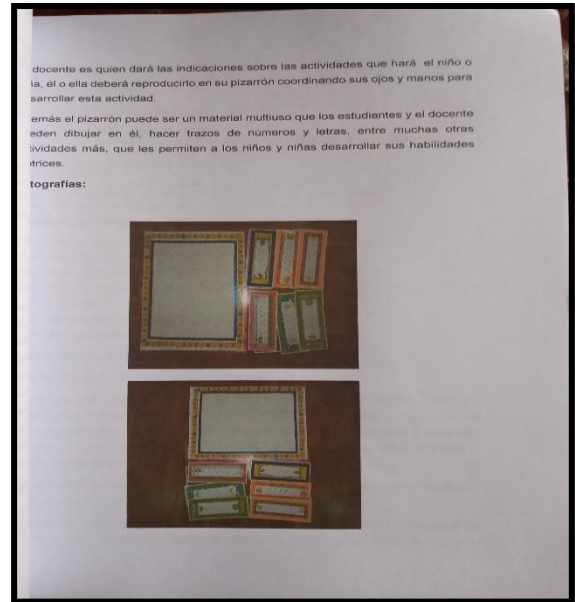 docente es quien dará las indicaciones sobre las actividades que hará el niño o
ña, él o ella deberá reproducirlo en su pizarrón coordinando sus ojos y manos para
sarrollar esta actividad.
emás el pizarrón puede ser un material multiuso que los estudiantes y el docente
eden dibujar en él, hacer trazos de números y letras, entre muchas otras
tividades más, que les permiten a los niños y niñas desarrollar sus habilidades
trices.
tografías: